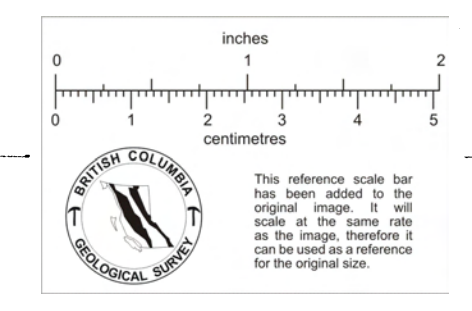 inches
0 1 2
0 1 2 3 4 5
centimetres
BRITISH COLUMBIA
GEOLOGICAL SURVEY
This reference scale bar
has been added to the
original image. It will
scale at the same rate
as the image, therefore it
can be used as a reference
for the original size.